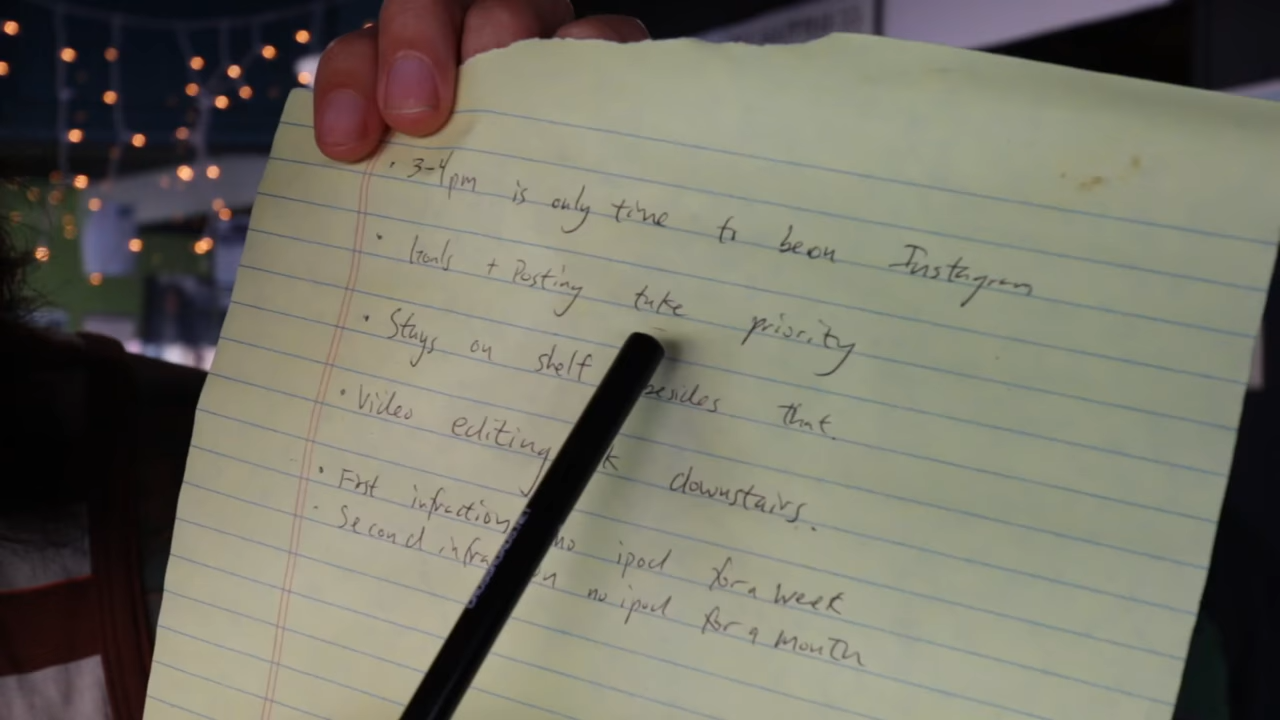 · 3-4pm is only time to be on Instagram
· Goals + Posting take priority
· Stays on shelf besides that.
· Video editing downstairs.
· First infraction no ipod for a week
· Second infraction no ipod for a month